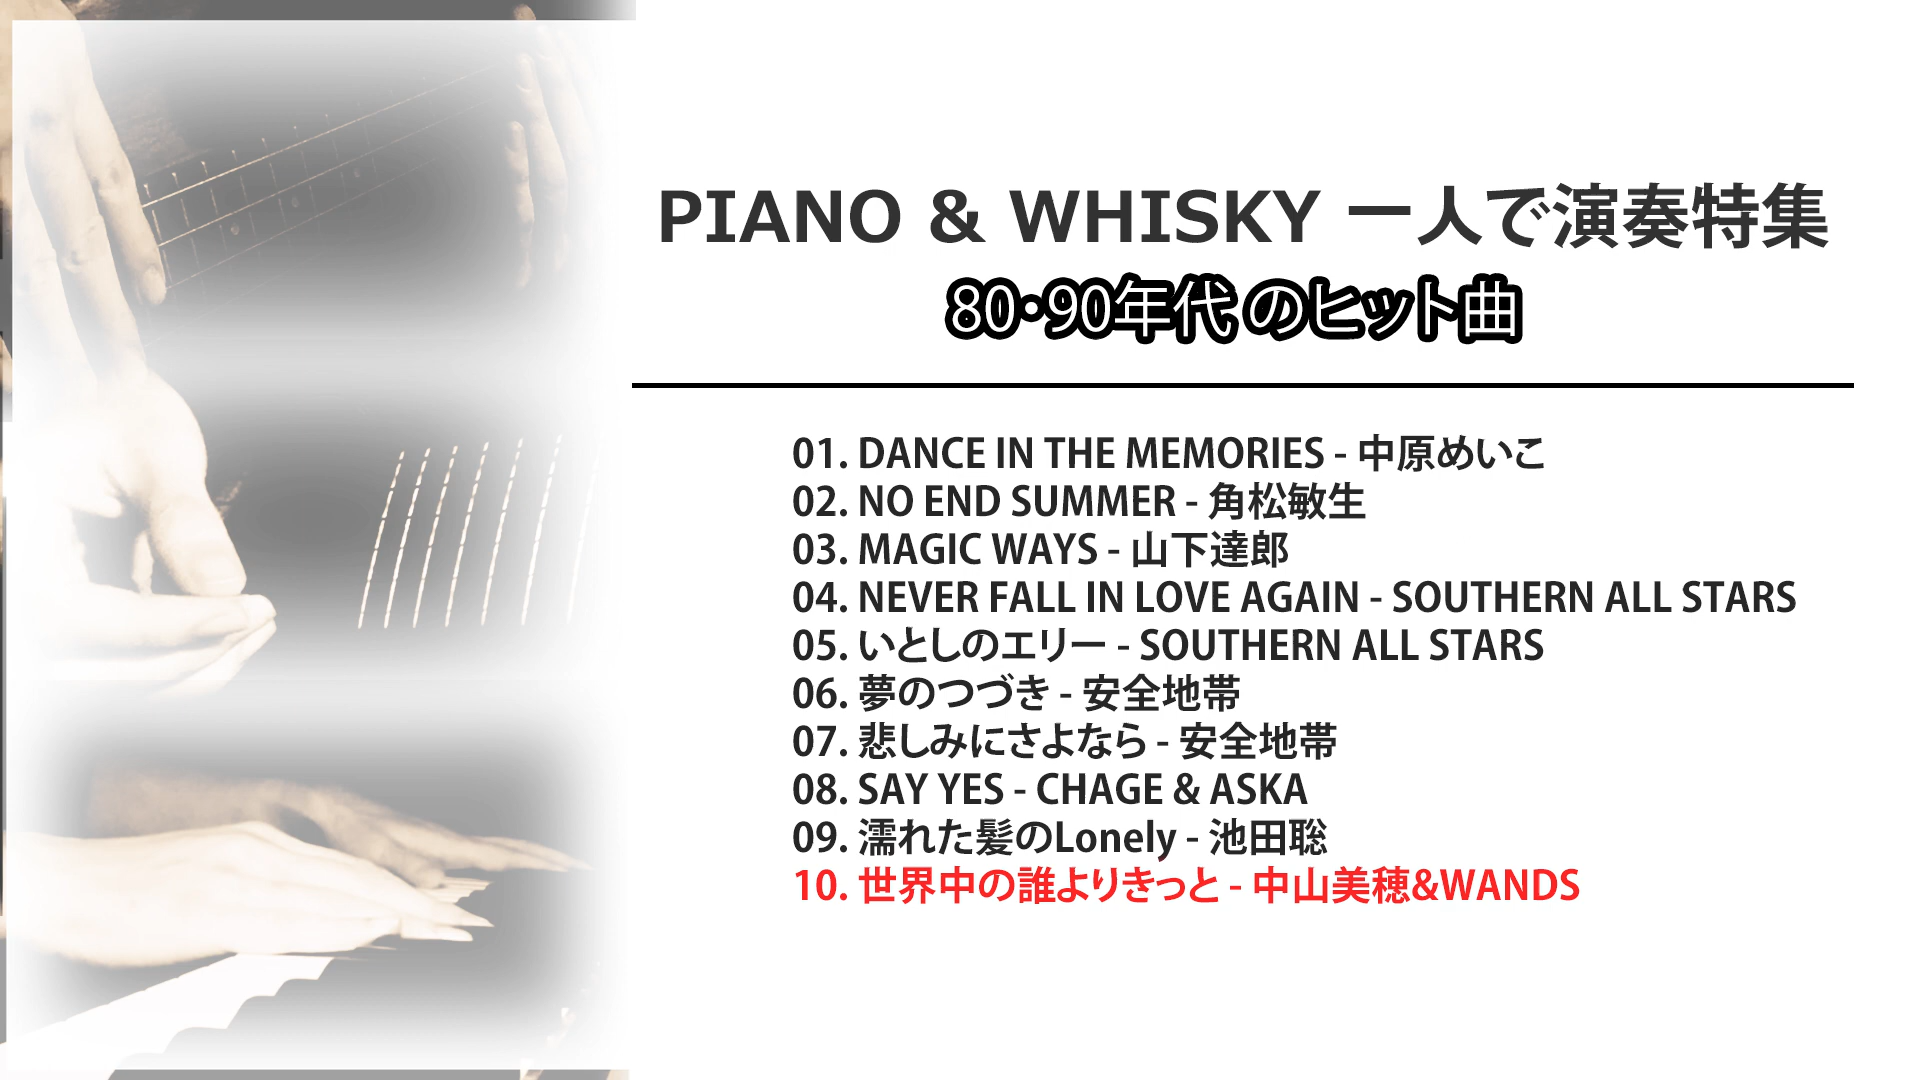 PIANO & WHISKY 一人で演奏特集
80・90年代 のヒット曲
01. DANCE IN THE MEMORIES - 中原めいこ
02. NO END SUMMER - 角松敏生
03. MAGIC WAYS - 山下達郎
04. NEVER FALL IN LOVE AGAIN - SOUTHERN ALL STARS
05. いとしのエリー - SOUTHERN ALL STARS
06. 夢のつづき - 安全地帯
07. 悲しみにさよなら - 安全地帯
08. SAY YES - CHAGE & ASKA
09. 濡れた髪のLonely - 池田聡
10. 世界中の誰よりきっと - 中山美穂&WANDS